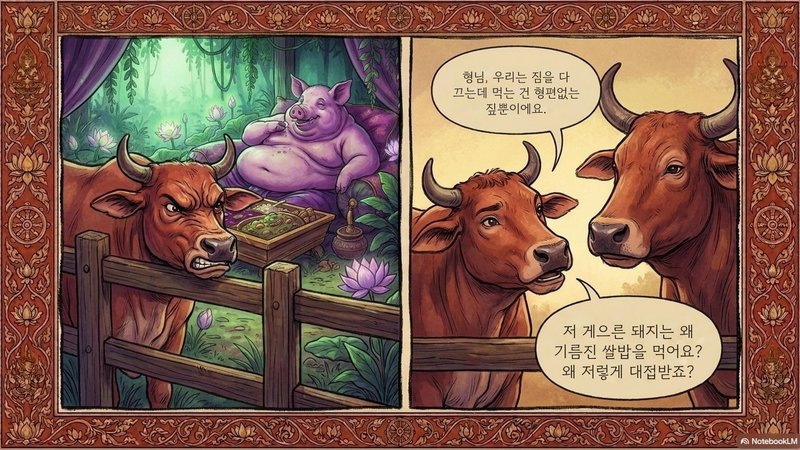 형님, 우리는 짐을 다
끄는데 먹는 건 형편없는
짚뿐이에요.
저 게으른 돼지는 왜
기름진 쌀밥을 먹어요?
왜 저렇게 대접받죠?
NotebookLM